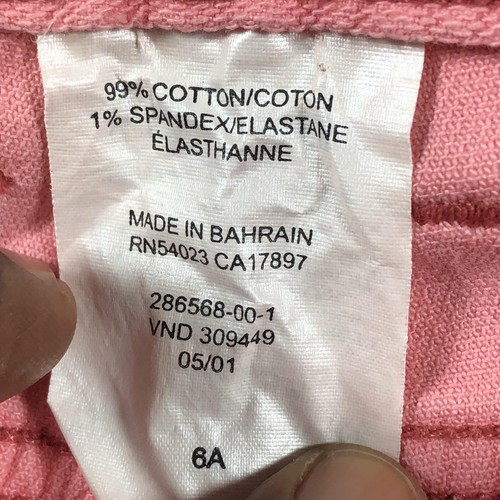 99% COTTON/COTON
1% SPANDEX/ELASTANE
ÉLASTHANNE
MADE IN BAHRAIN
RN54023 CA17897
286568-00-1
VND 309449
05/01
6A